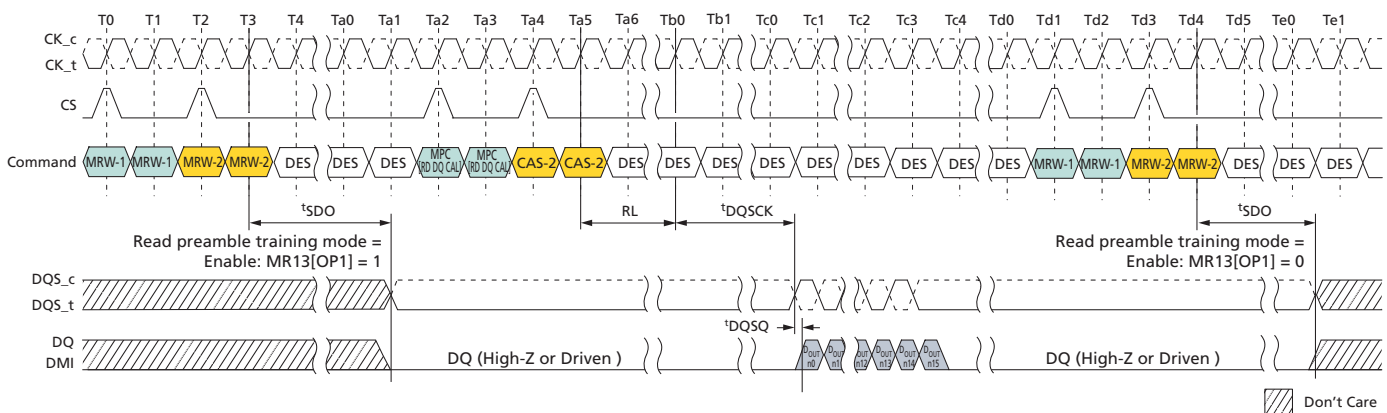 T0 T1 T2 T3 T4 Ta0 Ta1 Ta2 Ta3 Ta4 Ta5 Ta6 Tb0 Tb1 Tc0 Tc1 Tc2 Tc3 Tc4 Td0 Td1 Td2 Td3 Td4 Td5 Te0 Te1
CK_c
CK_t
CS
Command MRW-1 MRW-1 MRW-2 MRW-2 DES DES DES MPC [RD DQ CAL] MPC [RD DQ CAL] CAS-2 CAS-2 DES DES DES DES DES DES DES DES DES MRW-1 MRW-1 MRW-2 MRW-2 DES DES DES
tSDO RL tDQSCK tSDO
Read preamble training mode =
Enable: MR13[OP1] = 1
Read preamble training mode =
Enable: MR13[OP1] = 0
DQS_c
DQS_t
tDQSQ
DQ
DMI
DQ (High-Z or Driven )
DOUT n0 DOUT n1 DOUT n12 DOUT n13 DOUT n14 DOUT n15
DQ (High-Z or Driven )
Don't Care